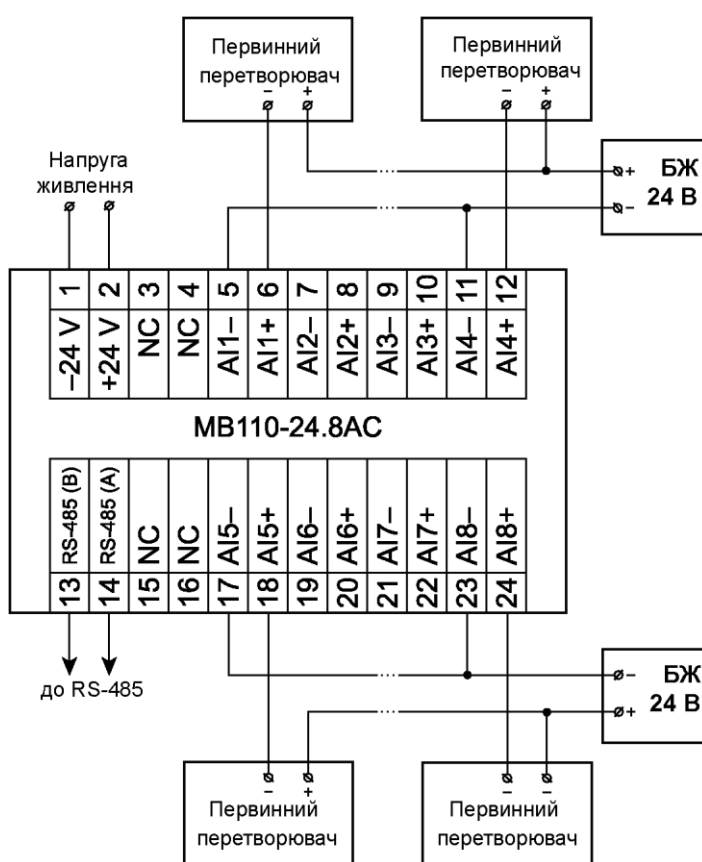 Первинний
перетворювач
– +
Первинний
перетворювач
– +
Напруга
живлення
БЖ
24 В
+
–
1 2 3 4 5 6 7 8 9 10 11 12
–24 V +24 V NC NC AI1– AI1+ AI2– AI2+ AI3– AI3+ AI4– AI4+
МВ110-24.8АС
RS-485 (B) RS-485 (A) NC NC AI5– AI5+ AI6– AI6+ AI7– AI7+ AI8– AI8+
13 14 15 16 17 18 19 20 21 22 23 24
до RS-485
БЖ
24 В
–
+
– +
Первинний
перетворювач
– –
Первинний
перетворювач